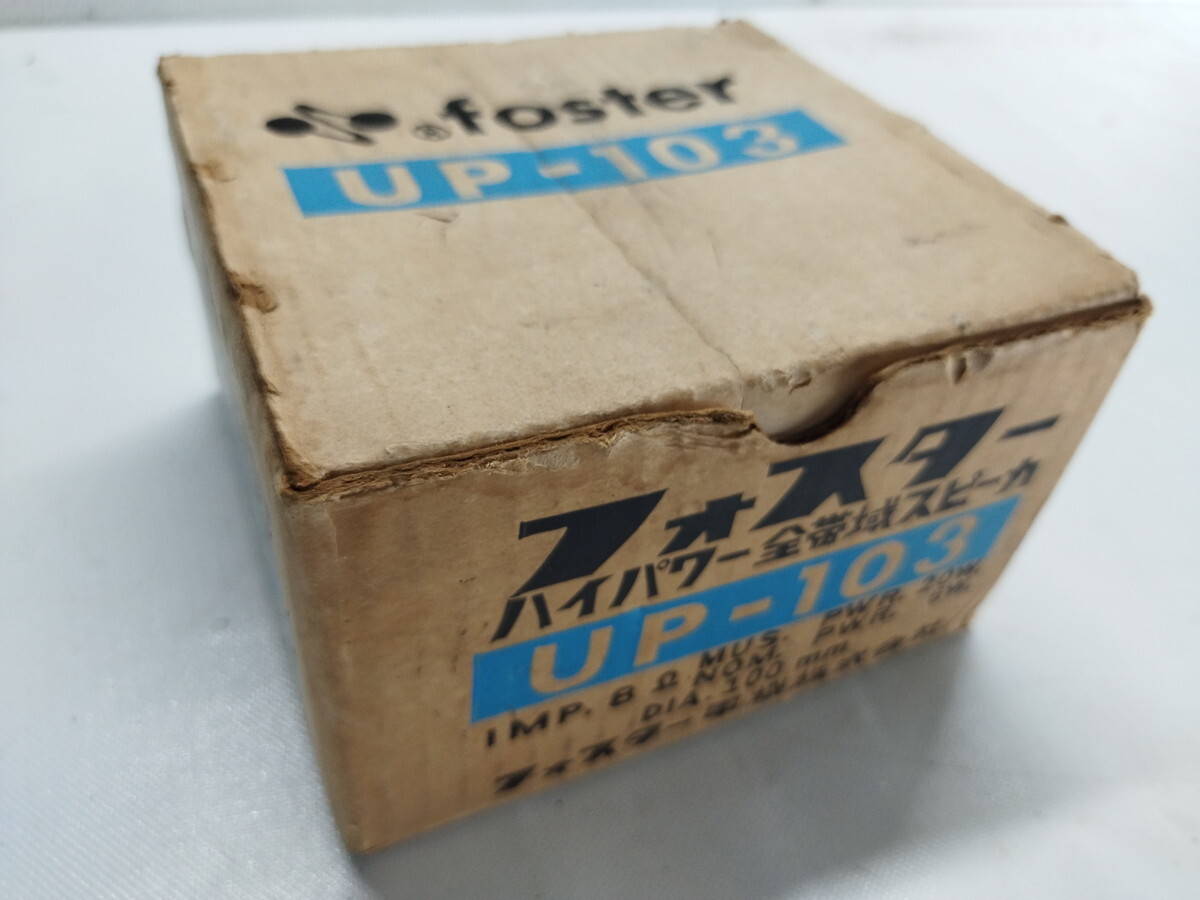 ® foster
UP-103
フォスター
ハイパワー全帯域スピーカ
UP-103
IMP. 8 Ω MUS. PWR. 20W
NOM. PWR.
DIA. 100 mm
フォスター電機株式会社